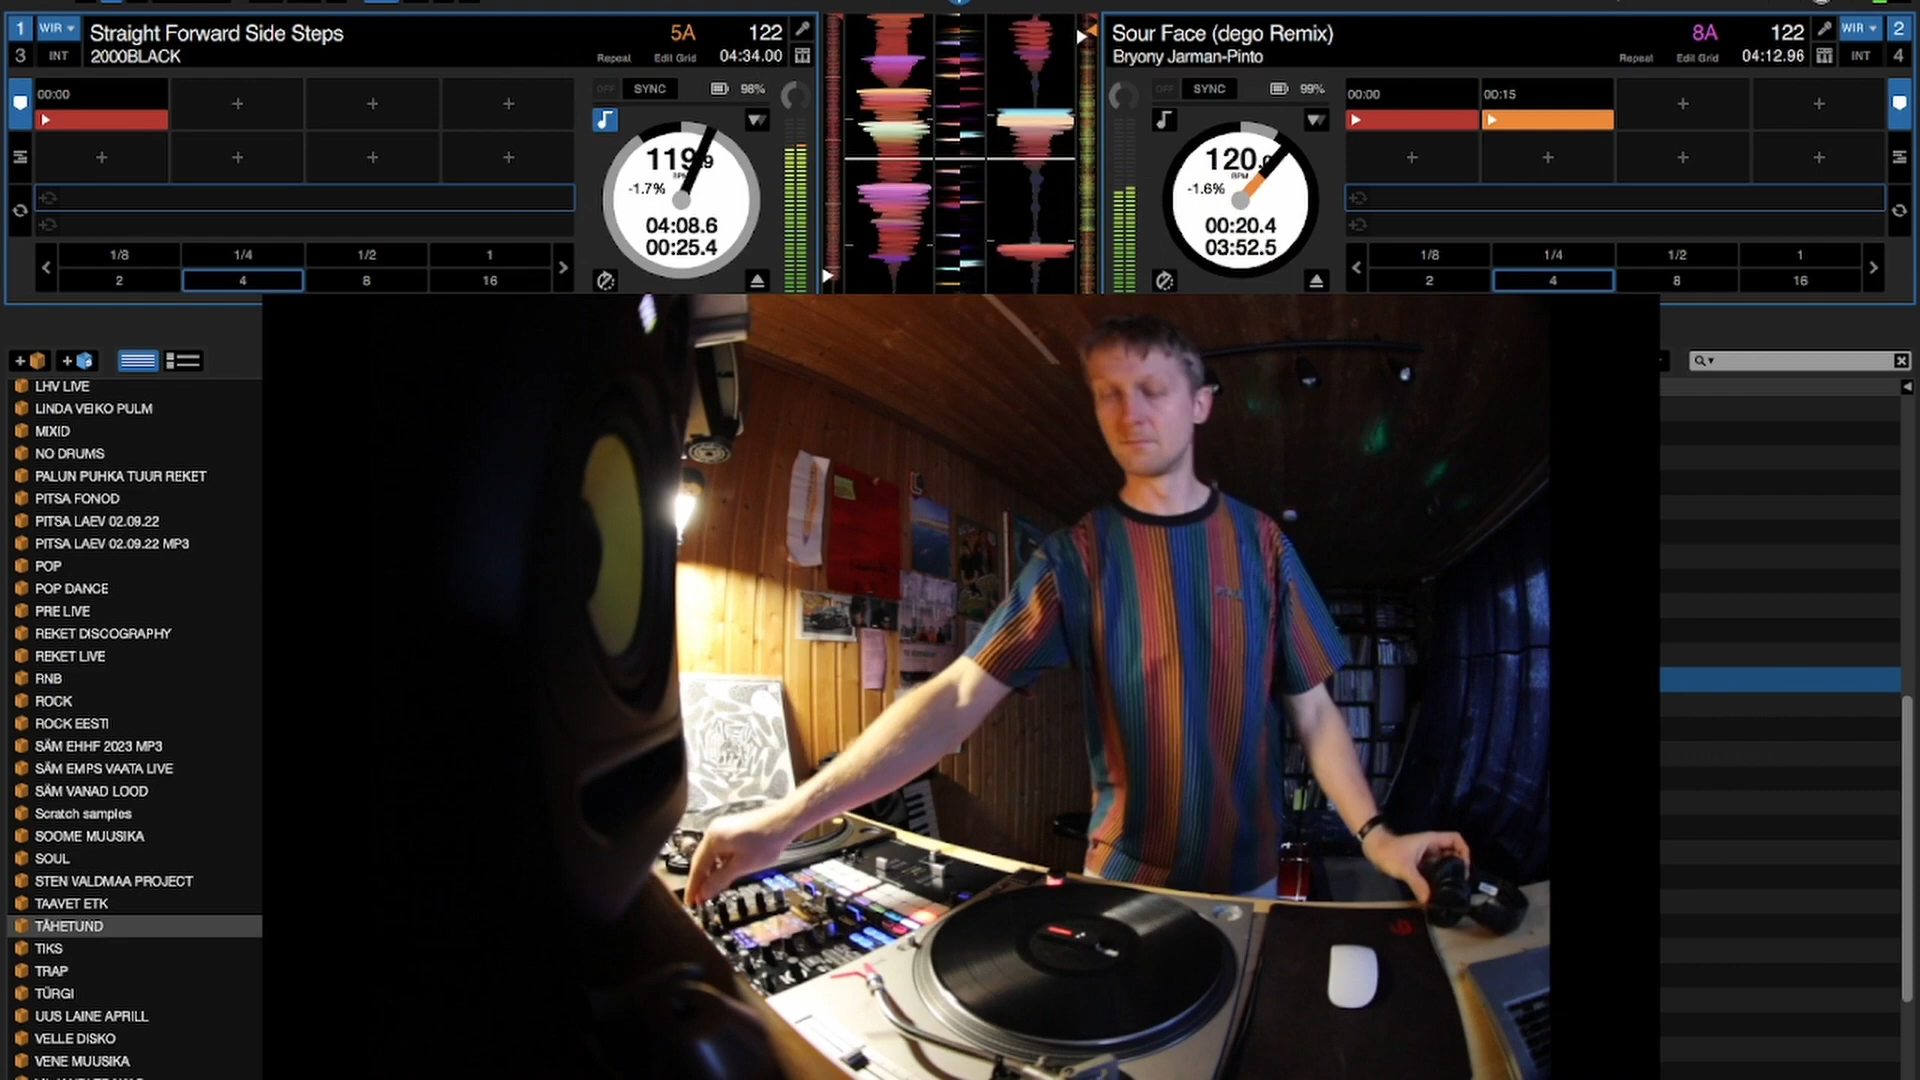 1 WIR Straight Forward Side Steps 5A 122
3 INT 2000BLACK Repeat Edit Grid 04:34.00
00:00
+ + +
+ + + +
OFF SYNC 98%
119.9
BPM
-1.7%
04:08.6
00:25.4
1/8 1/4 1/2 1
2 4 8 16
Sour Face (dego Remix) 8A 122 WIR 2
Bryony Jarman-Pinto Repeat Edit Grid 04:12.96 INT 4
OFF SYNC 99%
120.0
BPM
-1.6%
00:20.4
03:52.5
00:00 00:15
+ +
+ + + +
1/8 1/4 1/2 1
2 4 8 16
LHV LIVE
LINDA VEIKO PULM
MIXID
NO DRUMS
PALUN PUHKA TUUR REKET
PITSA FONOD
PITSA LAEV 02.09.22
PITSA LAEV 02.09.22 MP3
POP
POP DANCE
PRE LIVE
REKET DISCOGRAPHY
REKET LIVE
RNB
ROCK
ROCK EESTI
SÄM EHHF 2023 MP3
SÄM EMPS VAATA LIVE
SÄM VANAD LOOD
Scratch samples
SOOME MUUSIKA
SOUL
STEN VALDMAA PROJECT
TAAVET ETK
TÄHETUND
TIKS
TRAP
TÜRGI
UUS LAINE APRILL
VELLE DISKO
VENE MUUSIKA